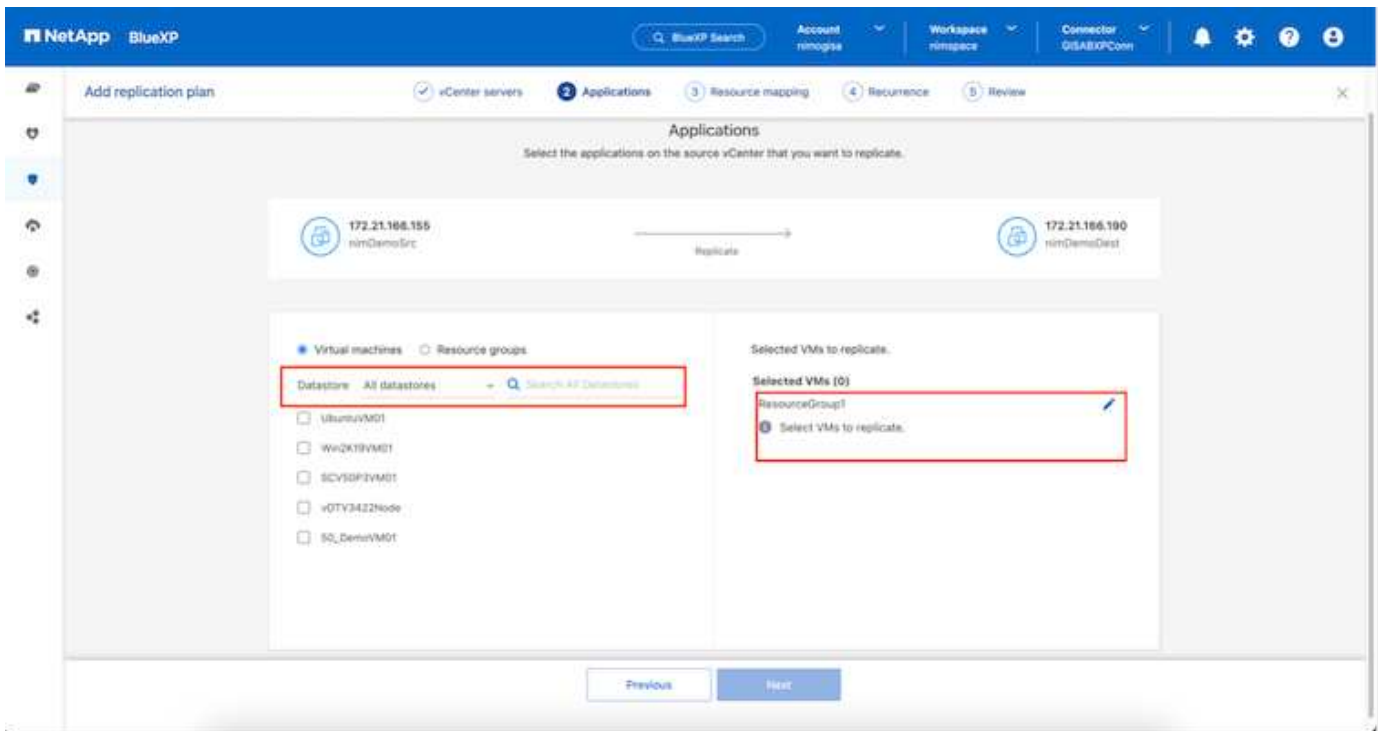 NetApp BlueXP
BlueXP Search
Account
nimogisa
Workspace
nimspace
Connector
GISABXPConn
Add replication plan
vCenter servers
2 Applications
3 Resource mapping
4 Recurrence
5 Review
Applications
Select the applications on the source vCenter that you want to replicate.
172.21.166.155
nimDemoSrc
Replicate
172.21.166.190
nimDemoDest
Virtual machines Resource groups
Datastore All datastores Search All Datastores
UbuntuVM01
Win2K19VM01
SCV50P3VM01
vOTV3422Node
50_DemoVM01
Selected VMs to replicate.
Selected VMs (0)
ResourceGroup1
Select VMs to replicate.
Previous
Next